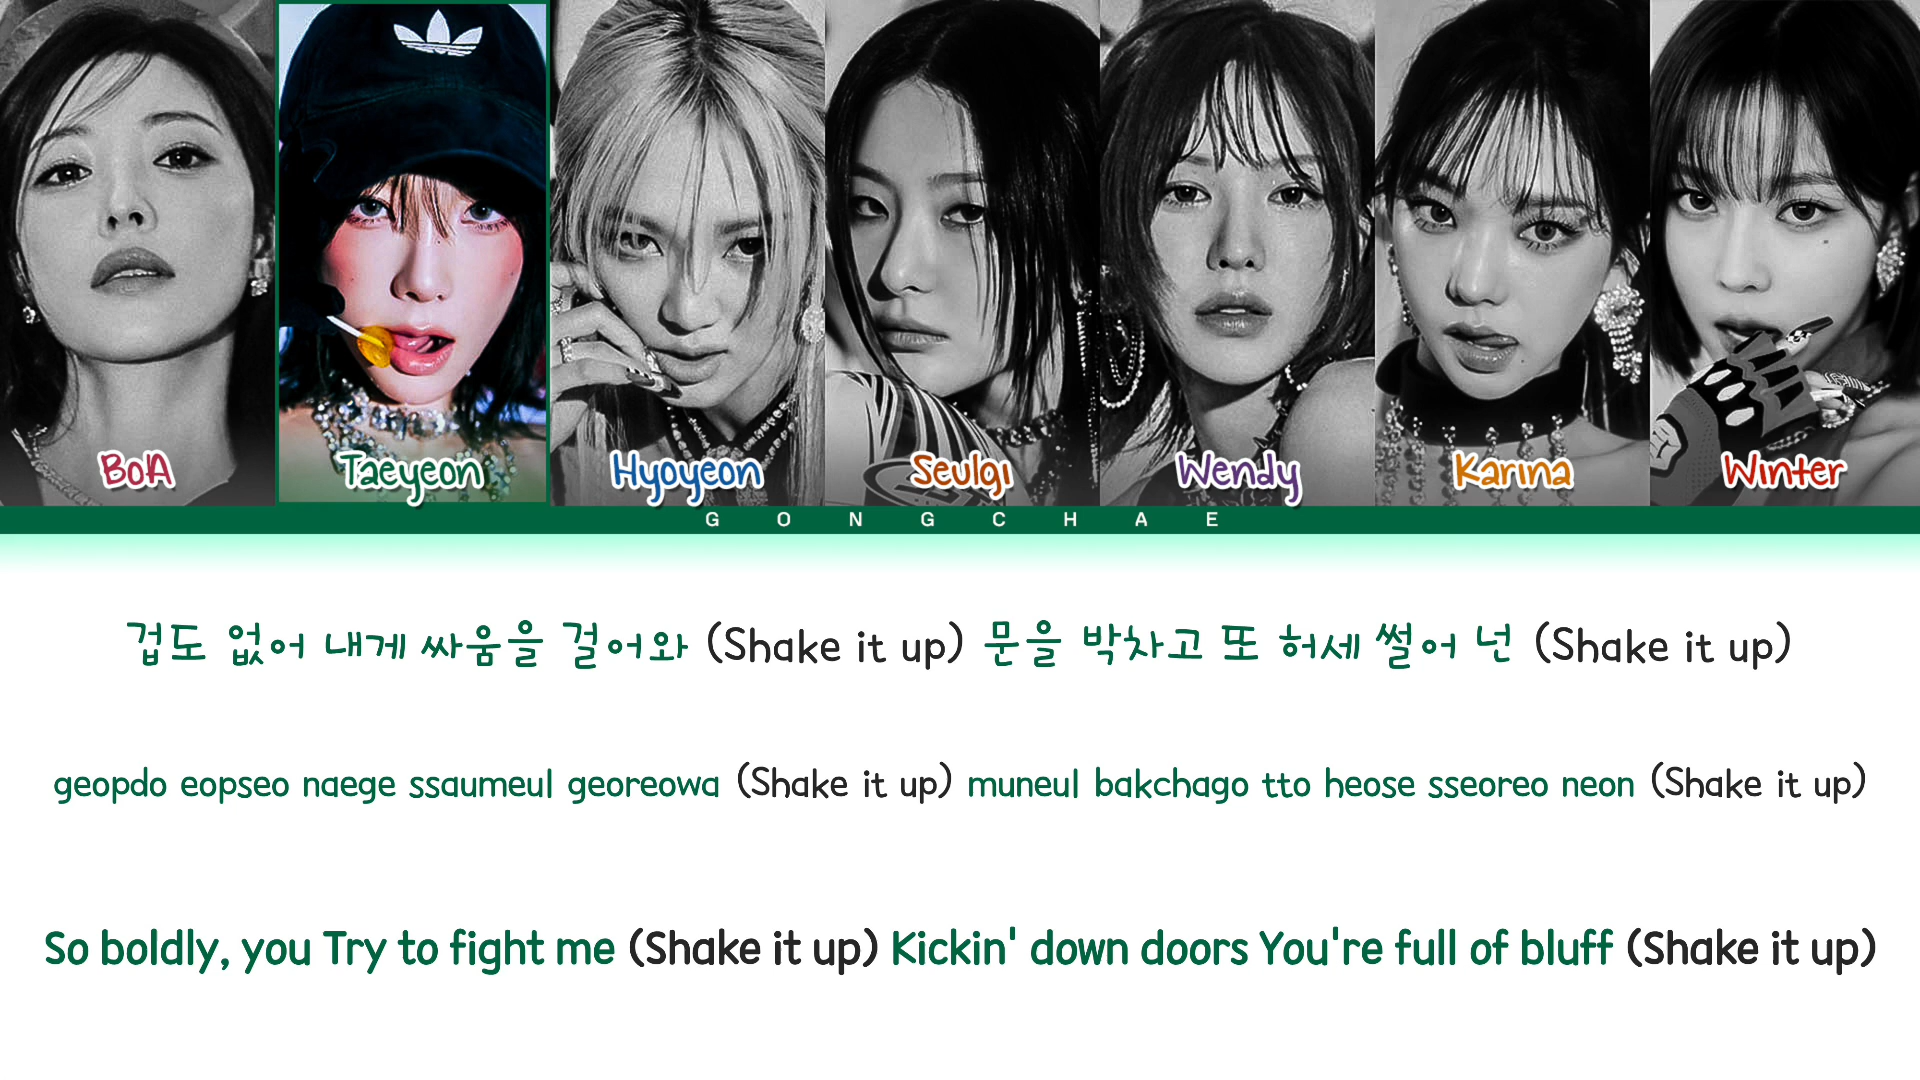 BoA Taeyeon Hyoyeon Seulgi Wendy Karina Winter
GONGCHAE
겁도 없어 내게 싸움을 걸어와 (Shake it up) 문을 박차고 또 허세 썰어 넌 (Shake it up)
geopdo eopseo naege ssaumeul georeowa (Shake it up) muneul bakchago tto heose sseoreo neon (Shake it up)
So boldly, you Try to fight me (Shake it up) Kickin' down doors You're full of bluff (Shake it up)